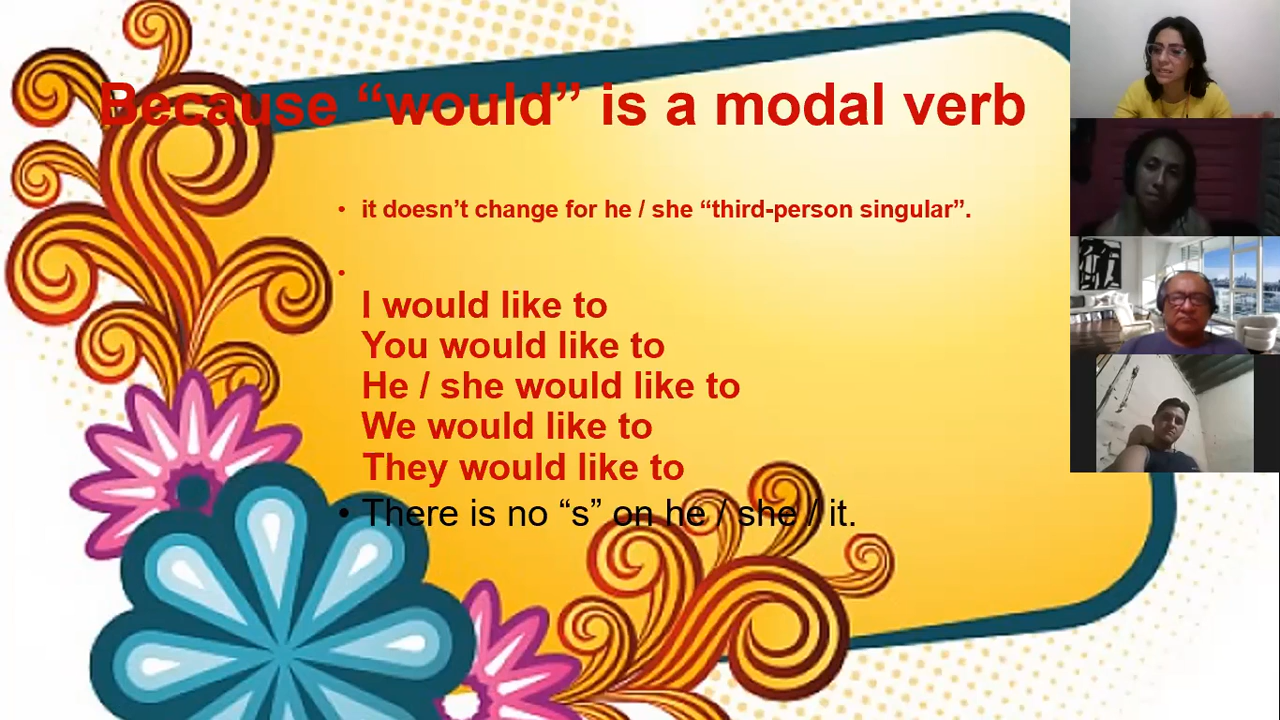 Because “would” is a modal verb
• it doesn’t change for he / she “third-person singular”.
•
I would like to
You would like to
He / she would like to
We would like to
They would like to
• There is no “s” on he / she / it.